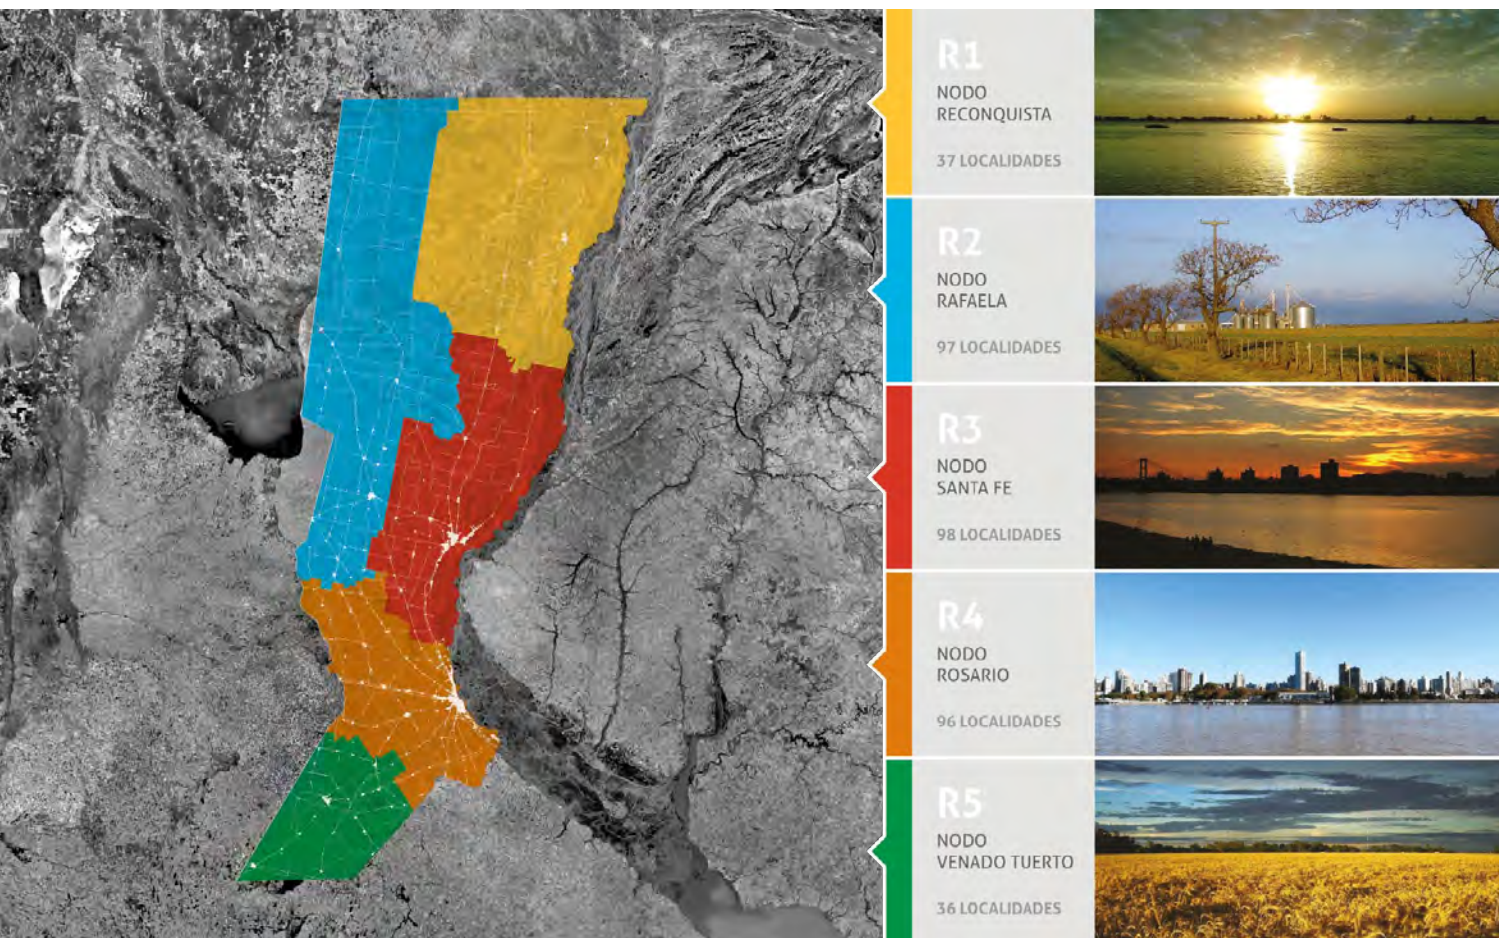 R1
NODO
RECONQUISTA
37 LOCALIDADES
R2
NODO
RAFAELA
97 LOCALIDADES
R3
NODO
SANTA FE
98 LOCALIDADES
R4
NODO
ROSARIO
96 LOCALIDADES
R5
NODO
VENADO TUERTO
36 LOCALIDADES